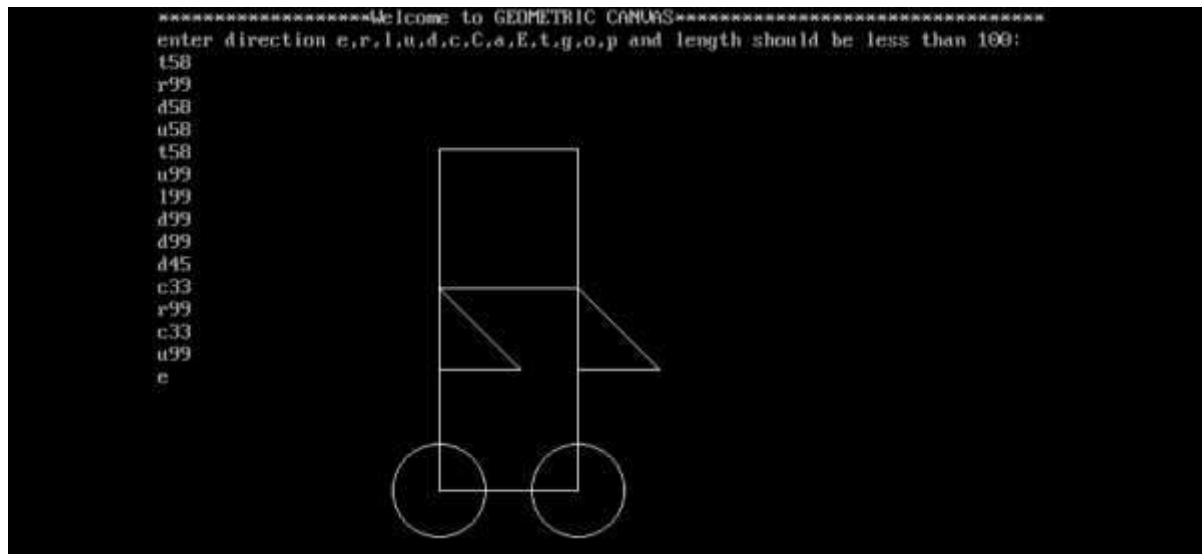 *******************Welcome to GEOMETRIC CANVAS*********************************
enter direction e,r,l,u,d,c,C,a,E,t,g,o,p and length should be less than 100:
t58
r99
d58
u58
t58
u99
l99
d99
d99
d45
c33
r99
c33
u99
e